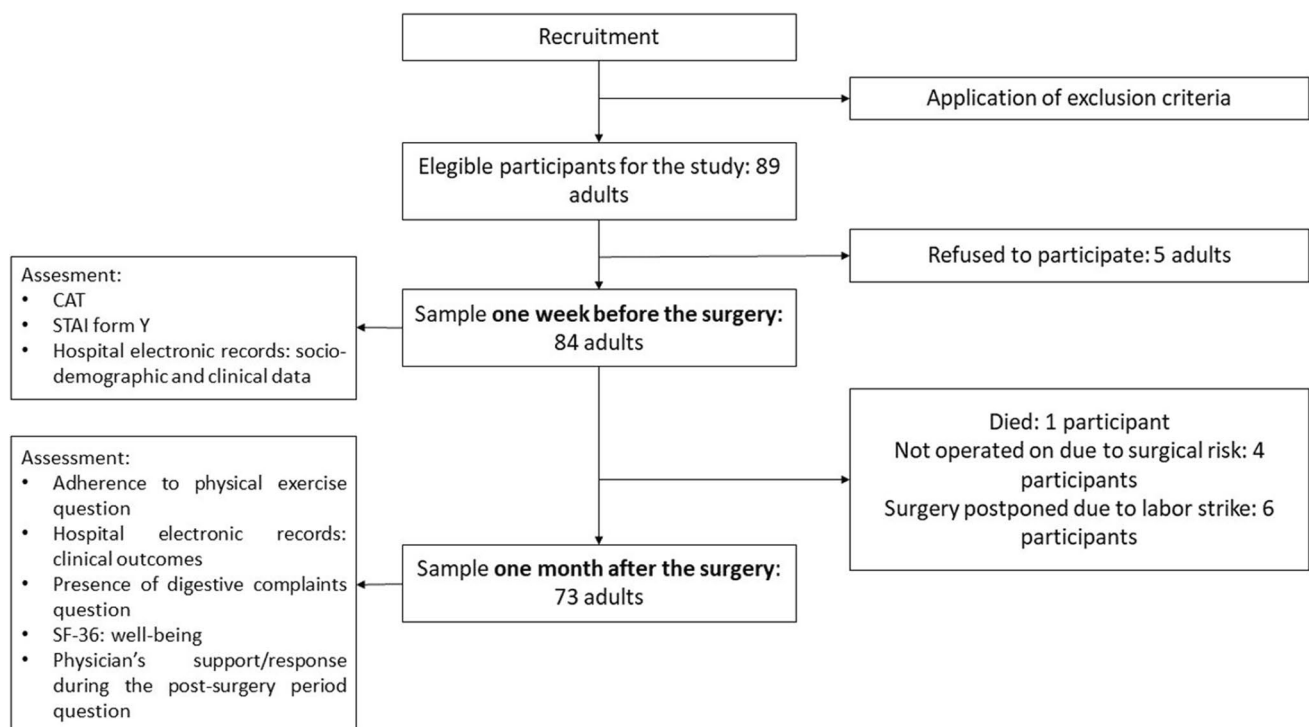 Recruitment
Application of exclusion criteria
Elegible participants for the study: 89
adults
Refused to participate: 5 adults
Assesment:
• CAT
• STAI form Y
• Hospital electronic records: socio-
demographic and clinical data
Sample one week before the surgery:
84 adults
Died: 1 participant
Not operated on due to surgical risk: 4
participants
Surgery postponed due to labor strike: 6
participants
Assessment:
• Adherence to physical exercise
question
• Hospital electronic records:
clinical outcomes
• Presence of digestive complaints
question
• SF-36: well-being
• Physician's support/response
during the post-surgery period
question
Sample one month after the surgery:
73 adults